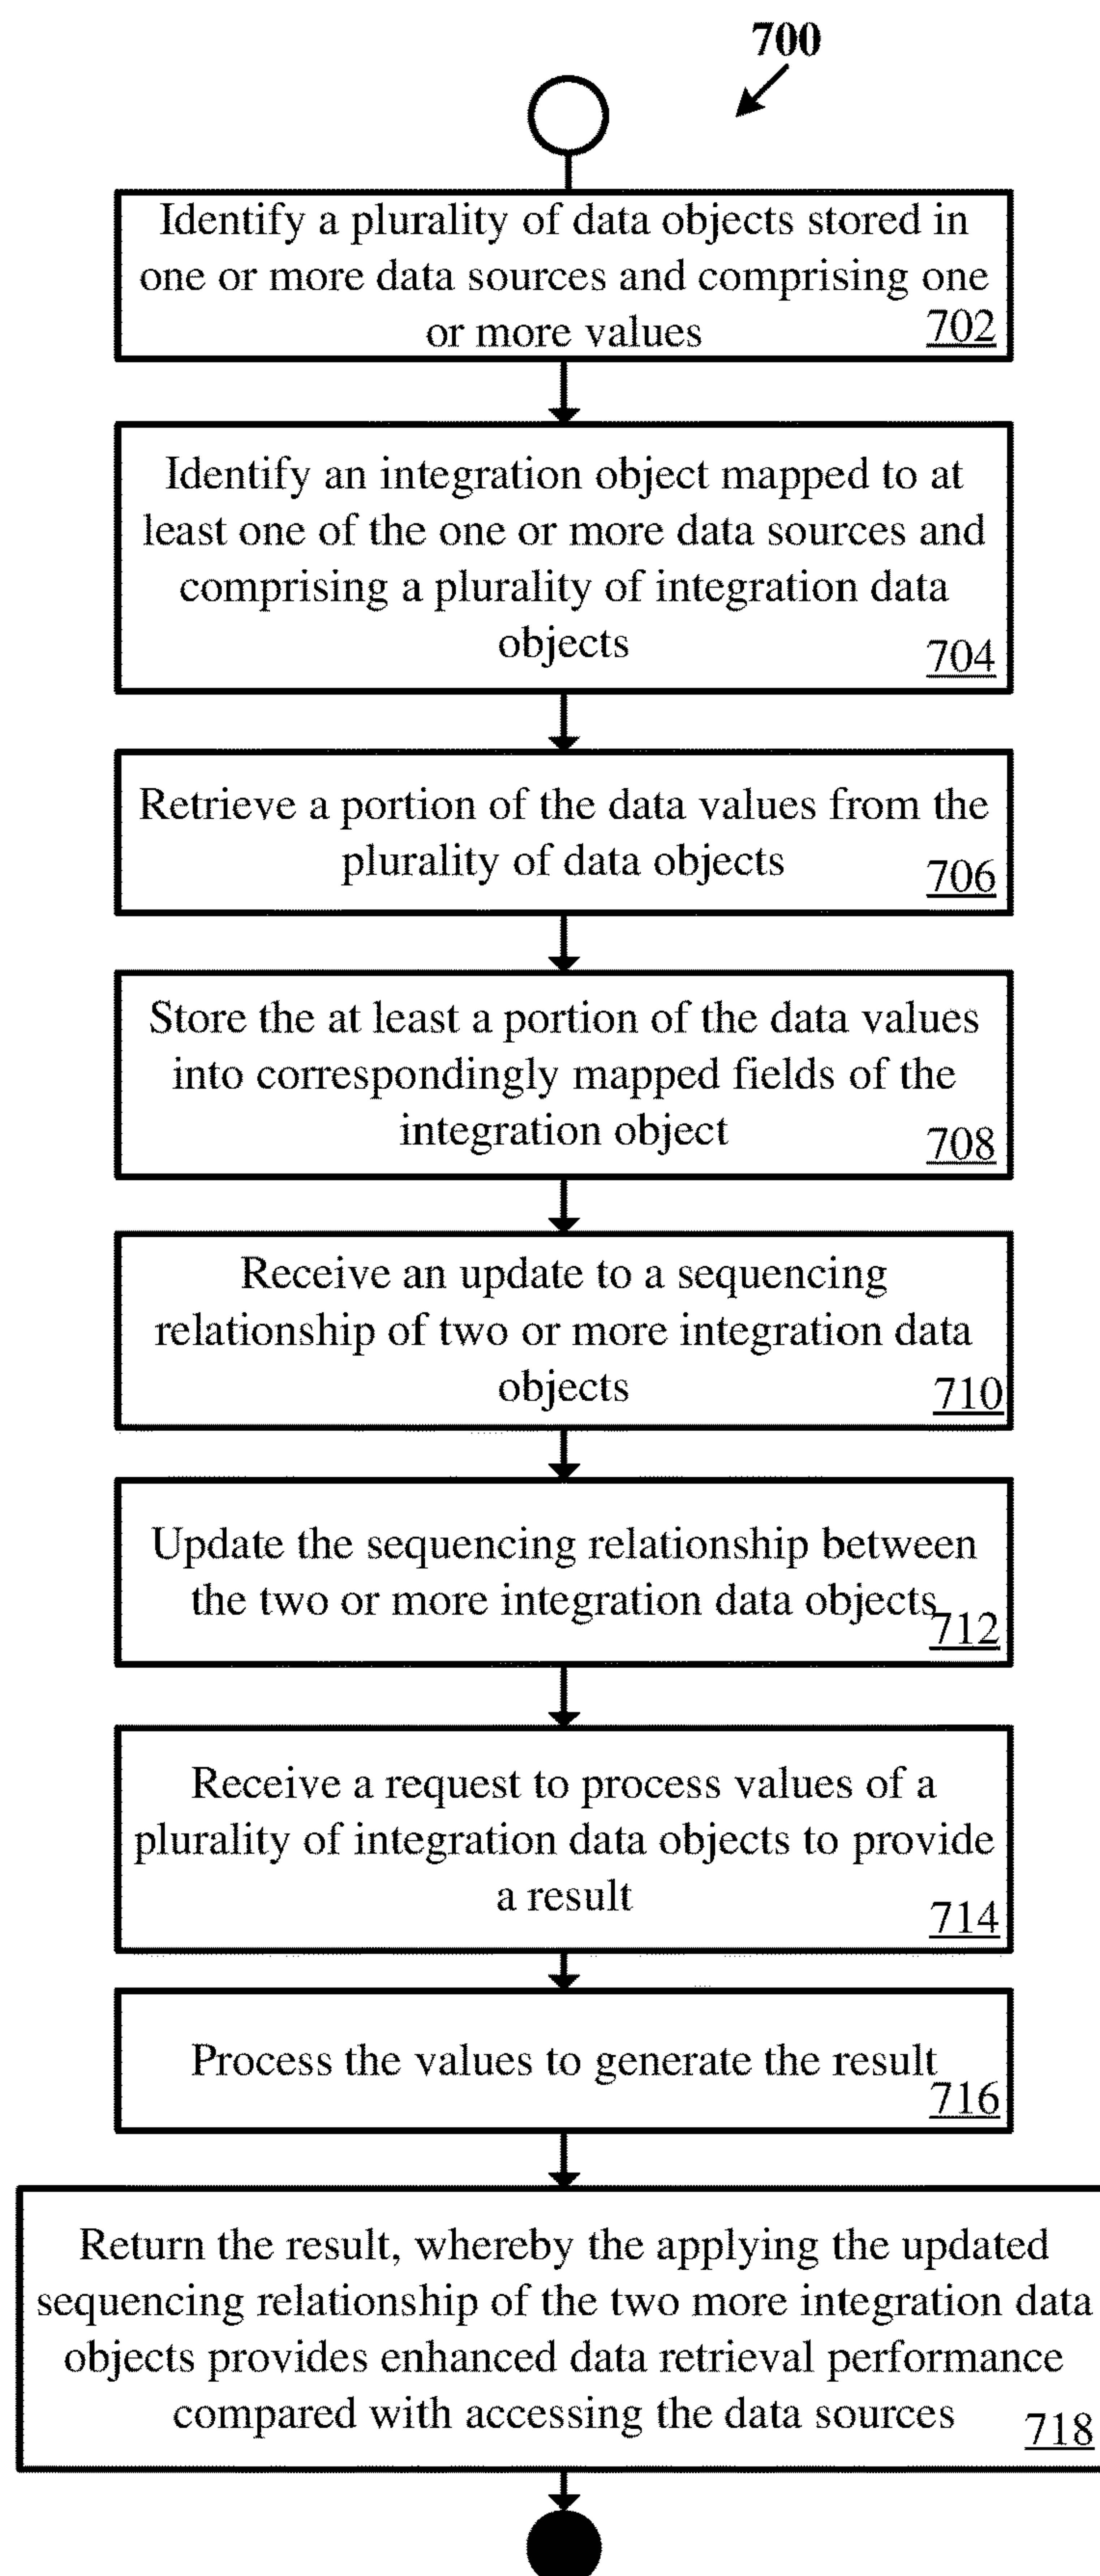 700
Identify a plurality of data objects stored in
one or more data sources and comprising one
or more values
702
Identify an integration object mapped to at
least one of the one or more data sources and
comprising a plurality of integration data
objects
704
Retrieve a portion of the data values from the
plurality of data objects
706
Store the at least a portion of the data values
into correspondingly mapped fields of the
integration object
708
Receive an update to a sequencing
relationship of two or more integration data
objects
710
Update the sequencing relationship between
the two or more integration data objects
712
Receive a request to process values of a
plurality of integration data objects to provide
a result
714
Process the values to generate the result
716
Return the result, whereby the applying the updated
sequencing relationship of the two more integration data
objects provides enhanced data retrieval performance
compared with accessing the data sources
718